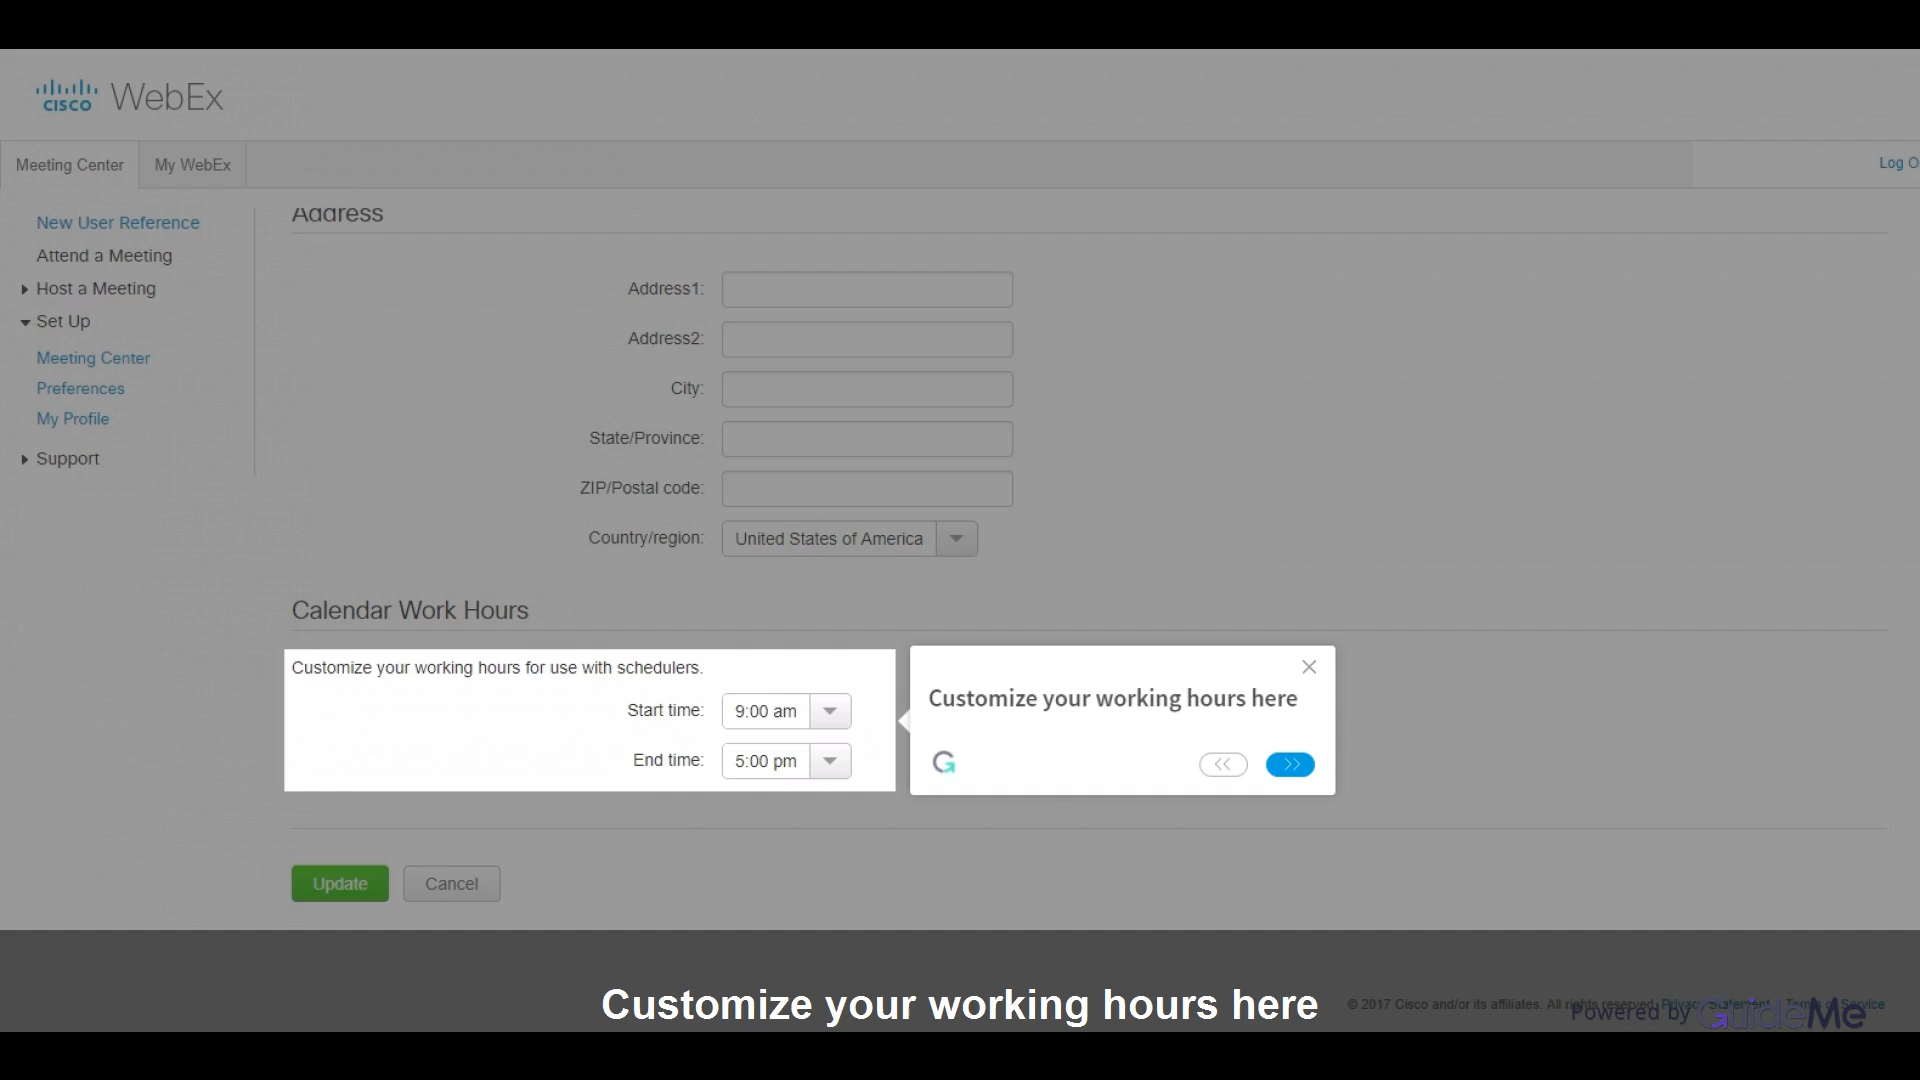 CISCO WebEx
Meeting Center
My WebEx
Log O
New User Reference
Attend a Meeting
Host a Meeting
Set Up
Meeting Center
Preferences
My Profile
Support
Address
Address1:
Address2:
City:
State/Province:
ZIP/Postal code:
Country/region: United States of America
Calendar Work Hours
Customize your working hours for use with schedulers.
Start time: 9:00 am
End time: 5:00 pm
Customize your working hours here
<< >>
Update Cancel
Customize your working hours here
© 2017 Cisco and/or its affiliates. All rights reserved. Privacy Statement Terms of Service
Powered by GuideMe